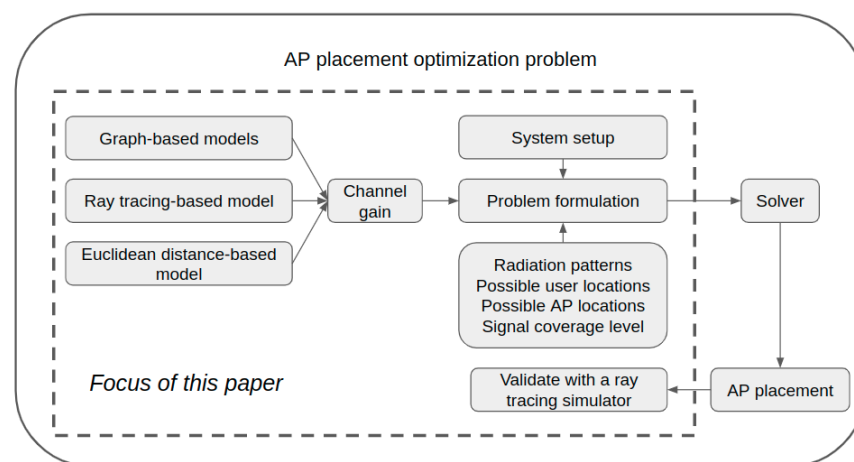 AP placement optimization problem
Graph-based models
Ray tracing-based model
Euclidean distance-based
model
Channel
gain
System setup
Problem formulation
Radiation patterns
Possible user locations
Possible AP locations
Signal coverage level
Solver
AP placement
Validate with a ray
tracing simulator
Focus of this paper